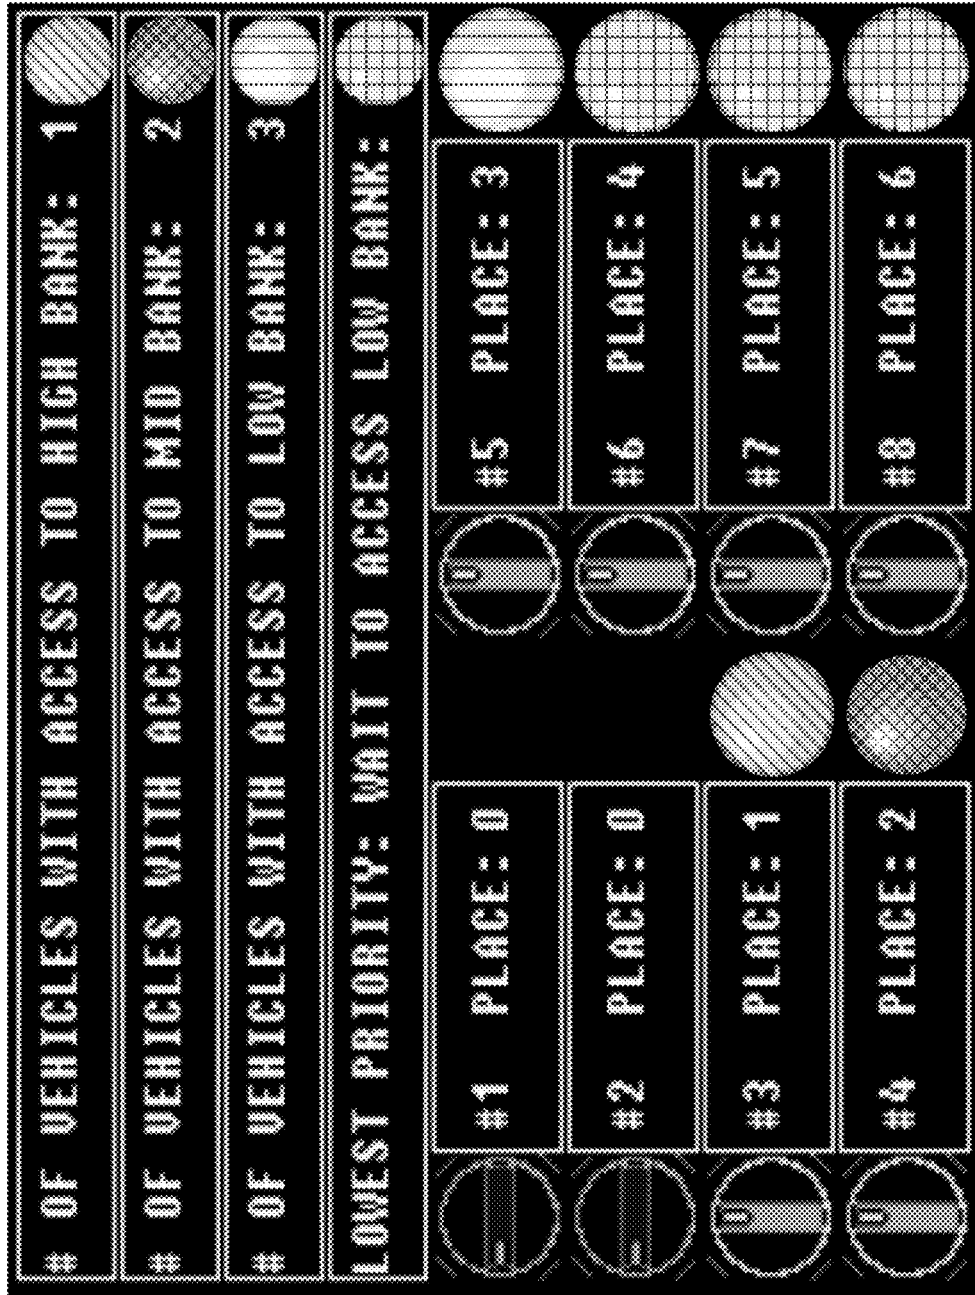 # OF VEHICLES WITH ACCESS TO HIGH BANK: 1
# OF VEHICLES WITH ACCESS TO MID BANK: 2
# OF VEHICLES WITH ACCESS TO LOW BANK: 3
LOWEST PRIORITY: WAIT TO ACCESS LOW BANK:
#1 PLACE: 0
#5 PLACE: 3
#2 PLACE: 0
#6 PLACE: 4
#3 PLACE: 1
#7 PLACE: 5
#4 PLACE: 2
#8 PLACE: 6